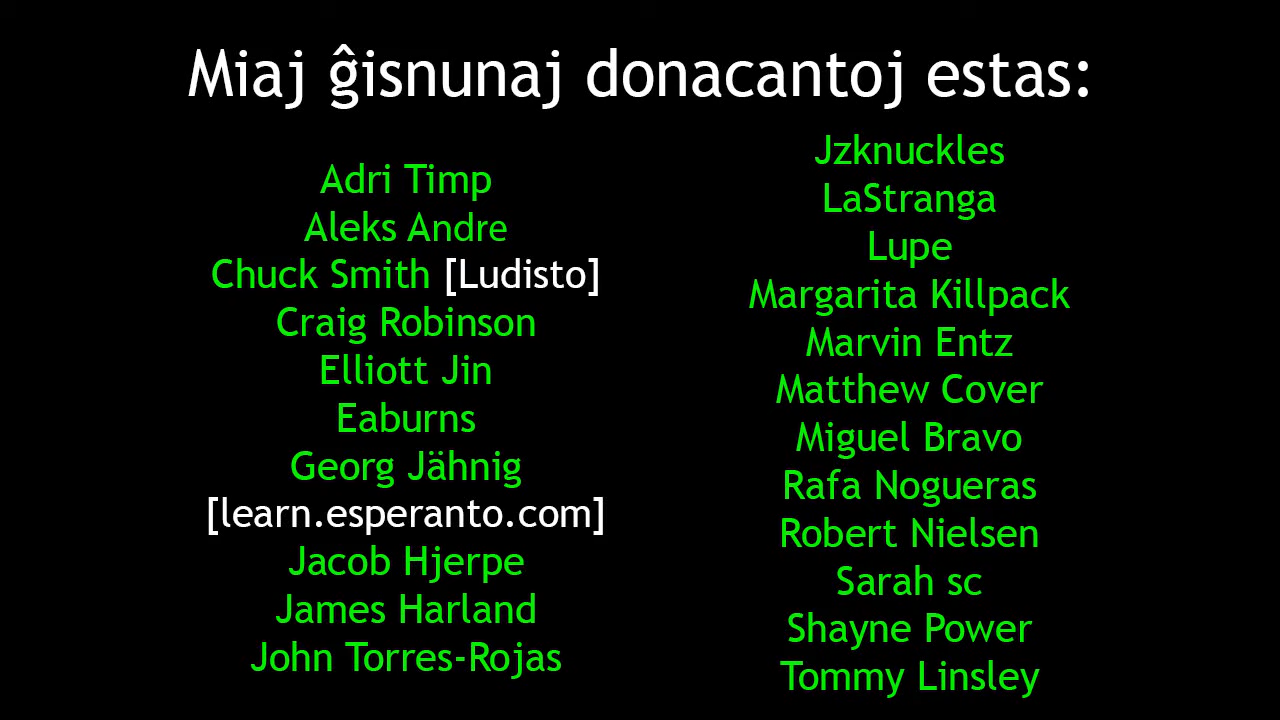 Miaj ĝisnunaj donacantoj estas:
Adri Timp
Aleks Andre
Chuck Smith [Ludisto]
Craig Robinson
Elliott Jin
Eaburns
Georg Jähnig
[learn.esperanto.com]
Jacob Hjerpe
James Harland
John Torres-Rojas
Jzknuckles
LaStranga
Lupe
Margarita Killpack
Marvin Entz
Matthew Cover
Miguel Bravo
Rafa Nogueras
Robert Nielsen
Sarah sc
Shayne Power
Tommy Linsley